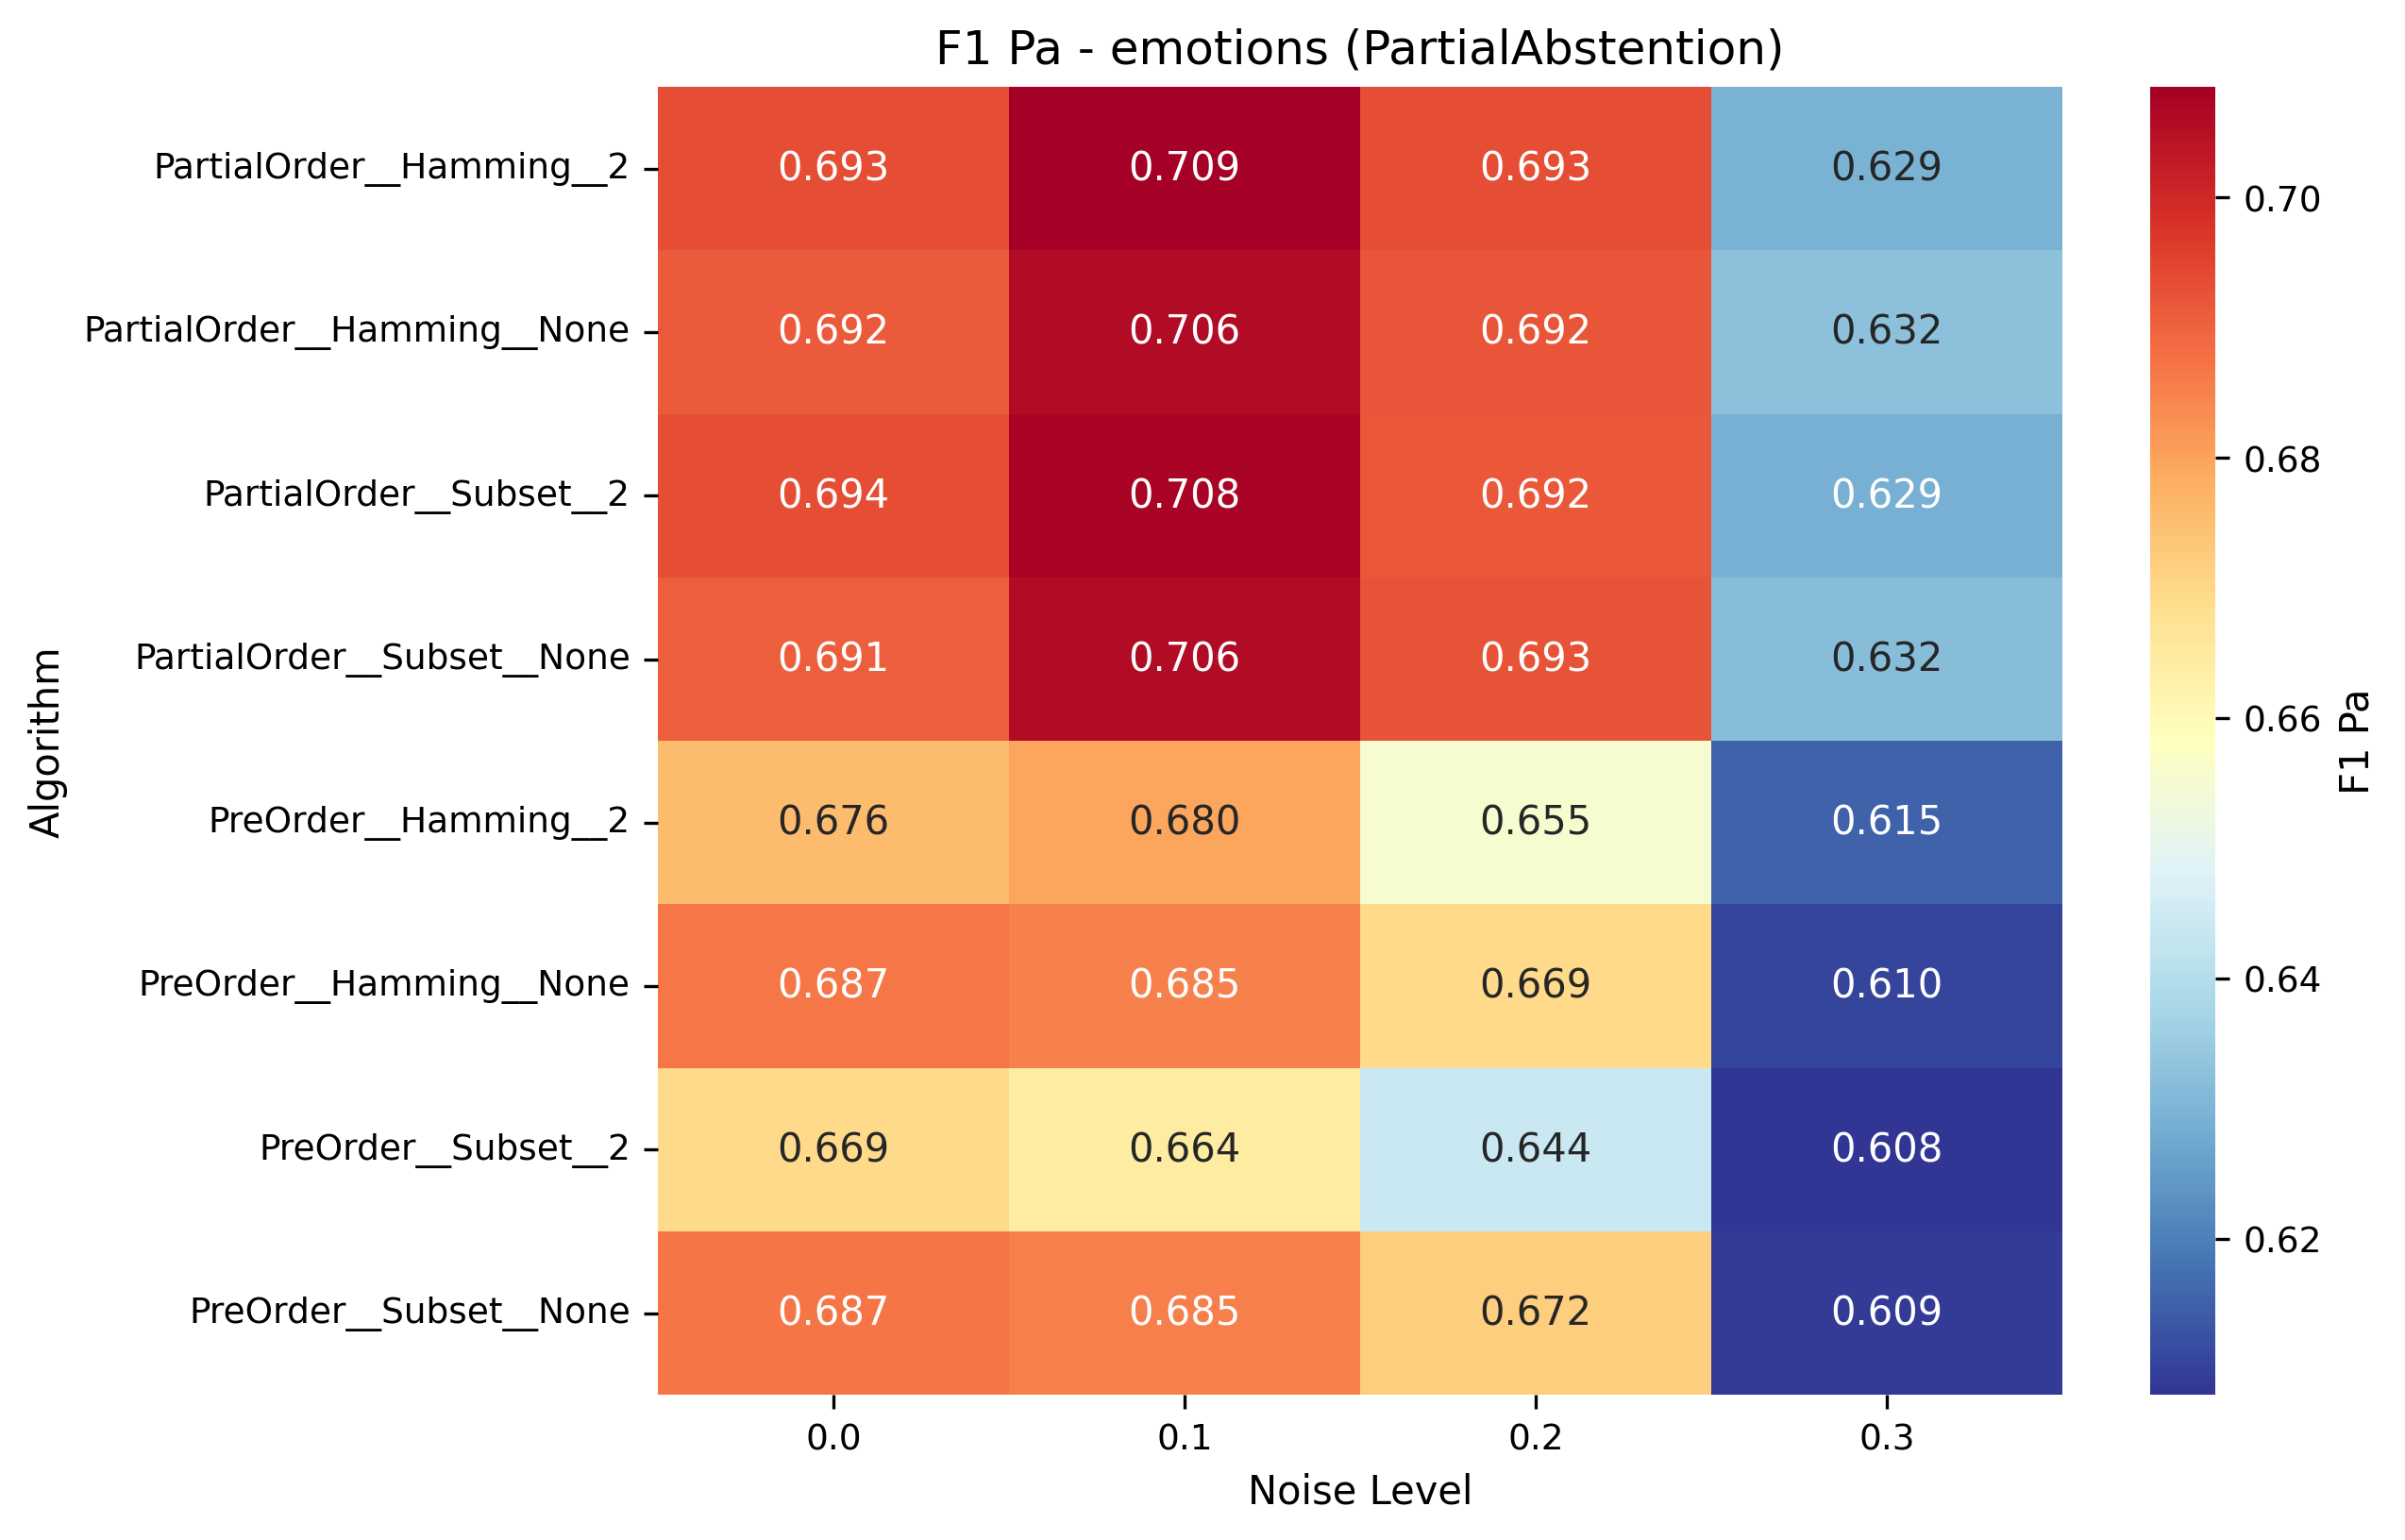 F1 Pa - emotions (PartialAbstention)
Algorithm
PartialOrder__Hamming__2 0.693 0.709 0.693 0.629
PartialOrder__Hamming__None 0.692 0.706 0.692 0.632
PartialOrder__Subset__2 0.694 0.708 0.692 0.629
PartialOrder__Subset__None 0.691 0.706 0.693 0.632
PreOrder__Hamming__2 0.676 0.680 0.655 0.615
PreOrder__Hamming__None 0.687 0.685 0.669 0.610
PreOrder__Subset__2 0.669 0.664 0.644 0.608
PreOrder__Subset__None 0.687 0.685 0.672 0.609
0.0 0.1 0.2 0.3
Noise Level
0.70
0.68
0.66
0.64
0.62
F1 Pa